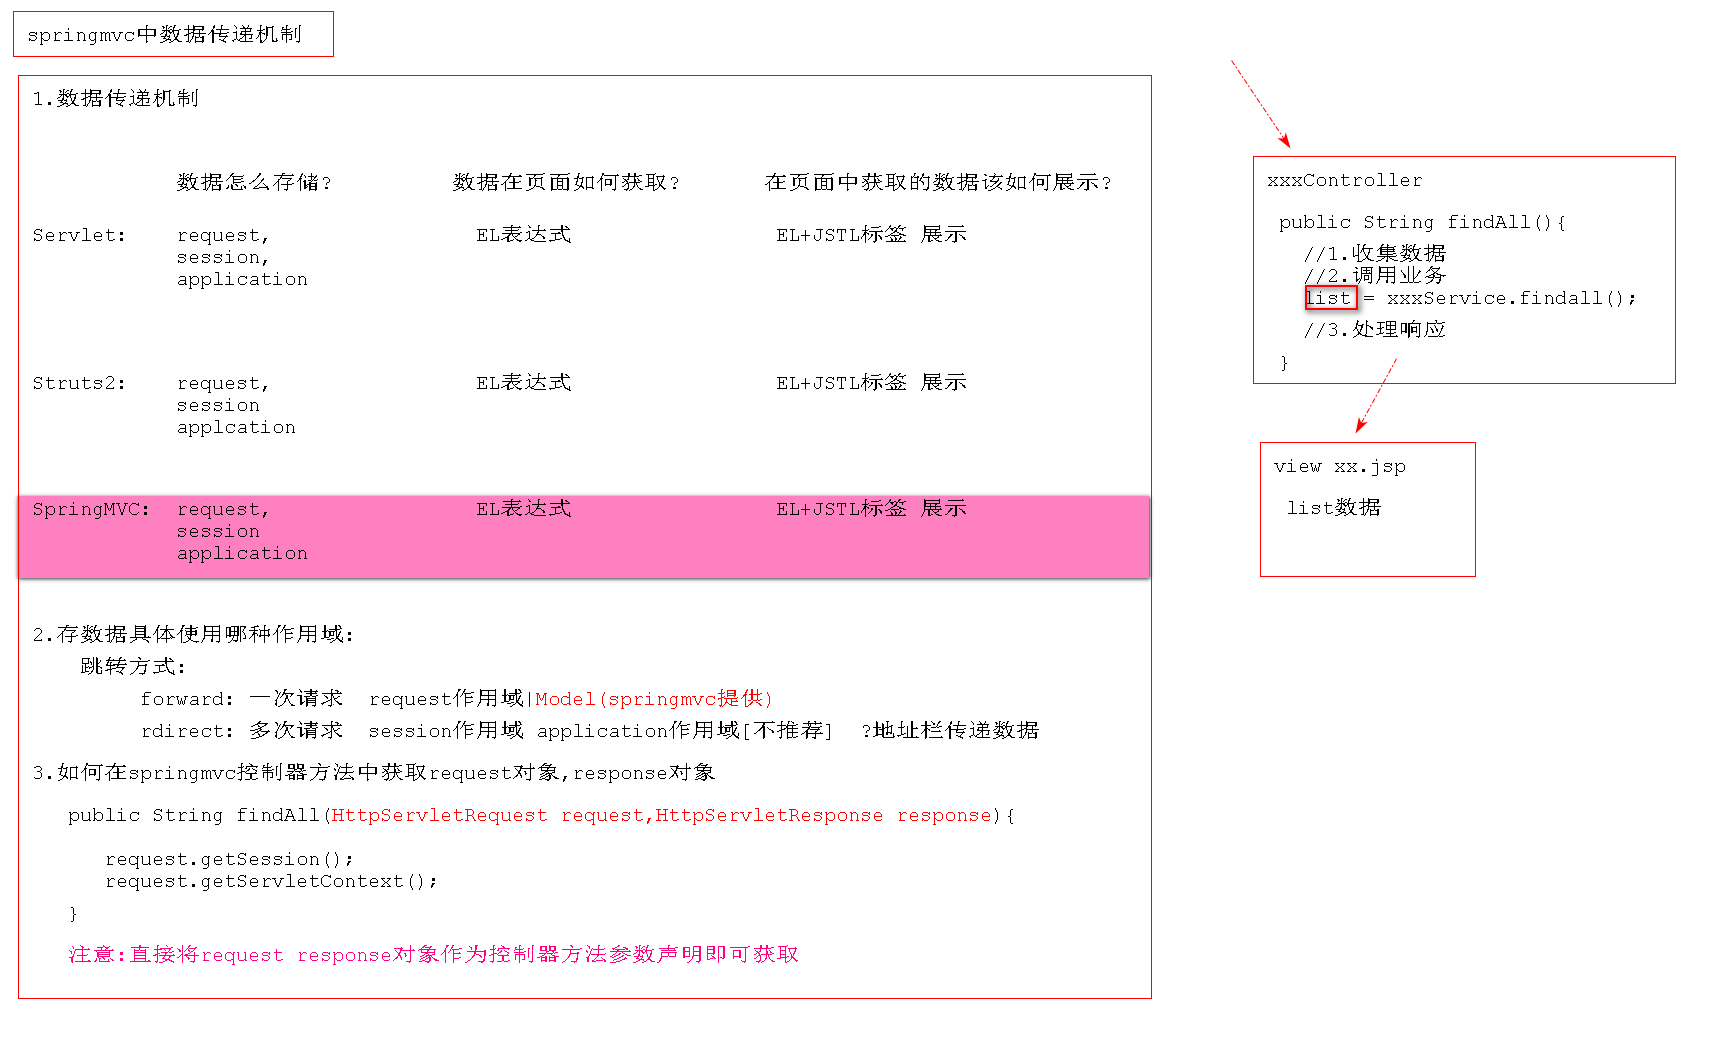 springmvc中数据传递机制
1.数据传递机制
数据怎么存储? 数据在页面如何获取? 在页面中获取的数据该如何展示?
Servlet: request, EL表达式 EL+JSTL标签 展示
session,
application
Struts2: request, EL表达式 EL+JSTL标签 展示
session
applcation
SpringMVC: request, EL表达式 EL+JSTL标签 展示
session
application
2.存数据具体使用哪种作用域:
跳转方式:
forward: 一次请求 request作用域|Model(springmvc提供)
rdirect: 多次请求 session作用域 application作用域[不推荐] ?地址栏传递数据
3.如何在springmvc控制器方法中获取request对象,response对象
public String findAll(HttpServletRequest request,HttpServletResponse response){
request.getSession();
request.getServletContext();
}
注意:直接将request response对象作为控制器方法参数声明即可获取
xxxController
public String findAll(){
//1.收集数据
//2.调用业务
list = xxxService.findall();
//3.处理响应
}
view xx.jsp
list数据